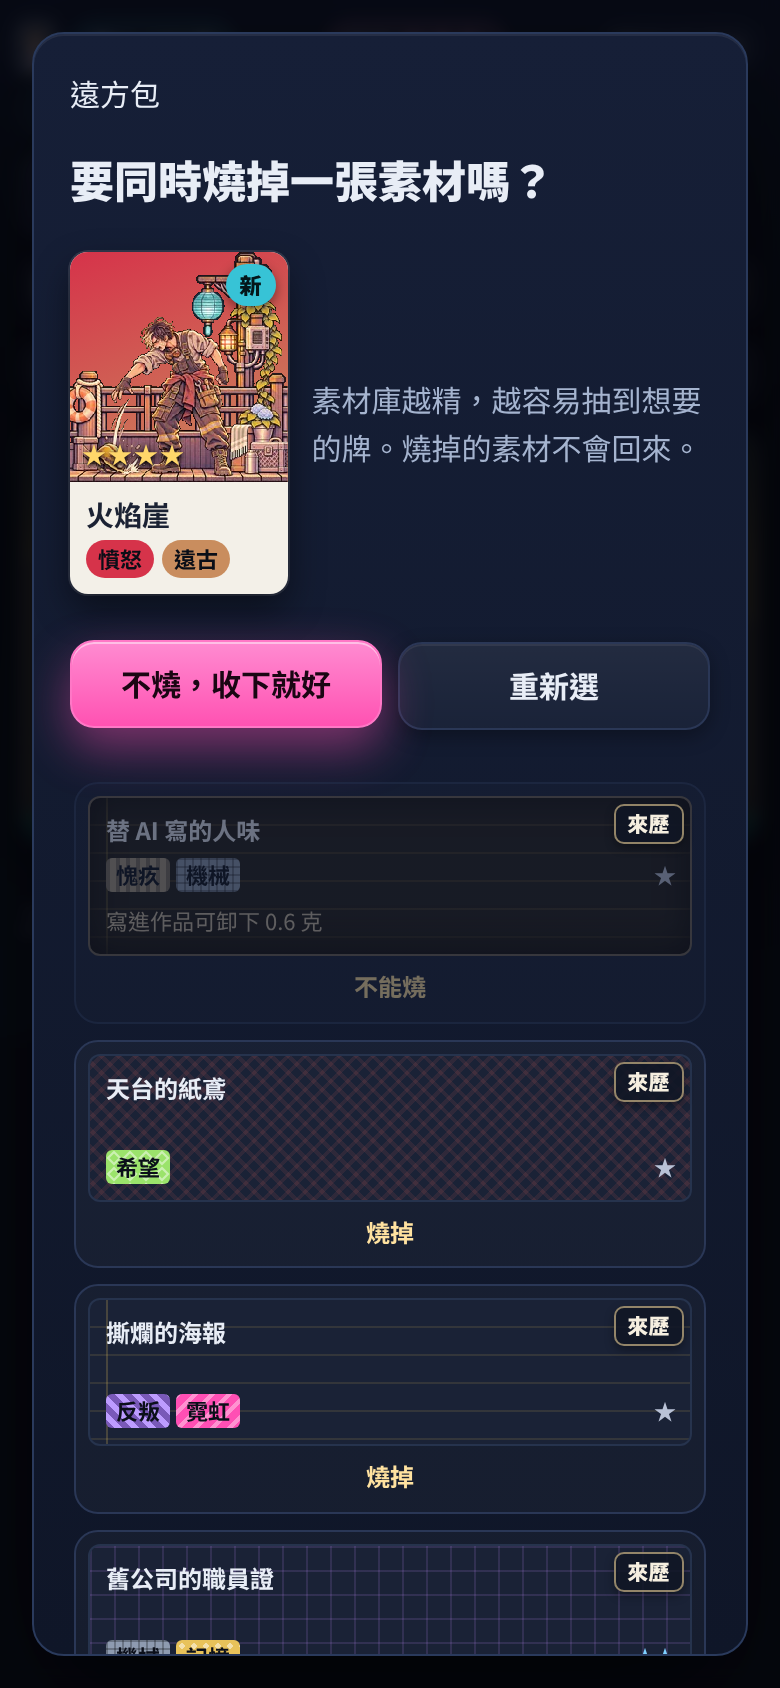 遠方包
要同時燒掉一張素材嗎？
新
火焰崖
憤怒 遠古
素材庫越精，越容易抽到想要
的牌。燒掉的素材不會回來。
不燒，收下就好
重新選
替 AI 寫的人味
來歷
愧疚 機械
寫進作品可卸下 0.6 克
不能燒
天台的紙鳶
來歷
希望
燒掉
撕爛的海報
來歷
反叛 霓虹
燒掉
舊公司的職員證
來歷
機械 記憶